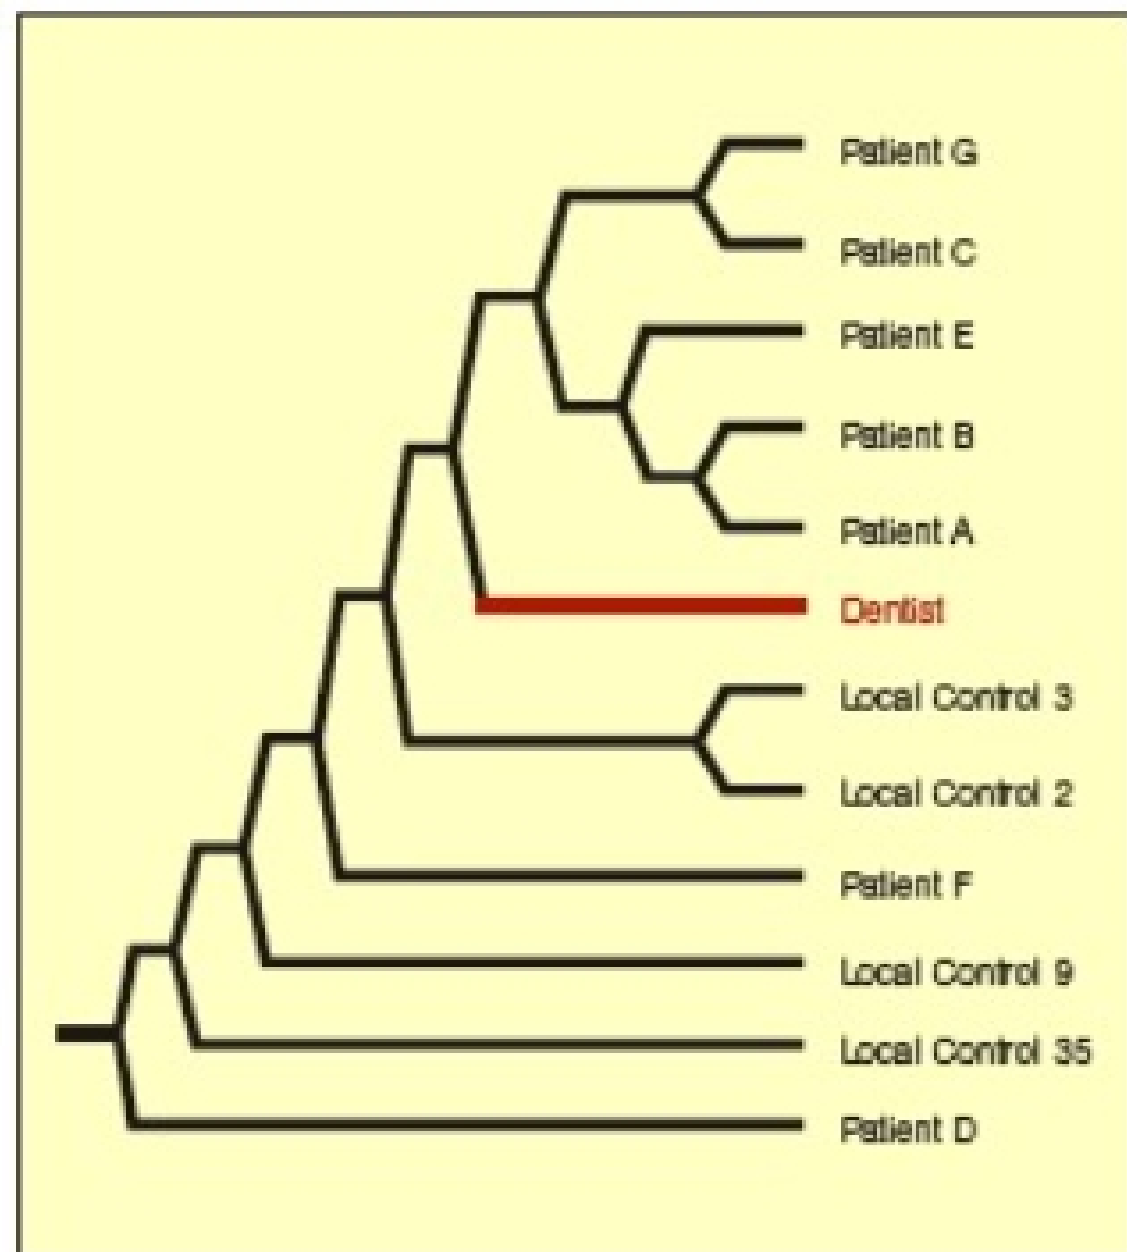 Patient G
Patient C
Patient E
Patient B
Patient A
Dentist
Local Control 3
Local Control 2
Patient F
Local Control 9
Local Control 35
Patient D